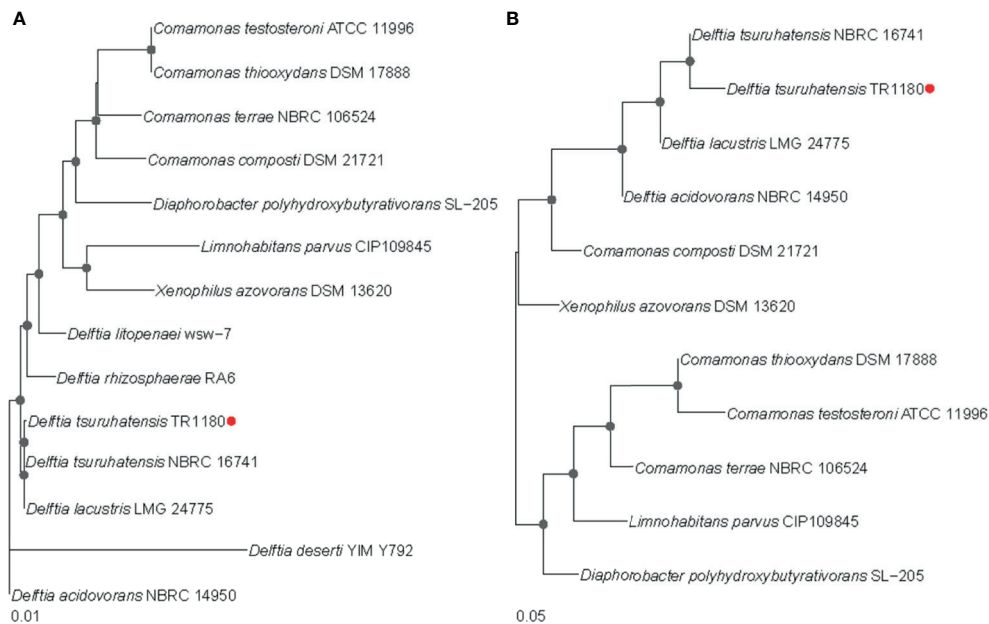 A
Comamonas testosteroni ATCC 11996
Comamonas thiooxydans DSM 17888
Comamonas terrae NBRC 106524
Comamonas composti DSM 21721
Diaphorobacter polyhydroxybutyrativorans SL−205
Limnohabitans parvus CIP109845
Xenophilus azovorans DSM 13620
Delftia litopenaei wsw−7
Delftia rhizosphaerae RA6
Delftia tsuruhatensis TR1180
Delftia tsuruhatensis NBRC 16741
Delftia lacustris LMG 24775
Delftia deserti YIM Y792
Delftia acidovorans NBRC 14950
0.01
B
Delftia tsuruhatensis NBRC 16741
Delftia tsuruhatensis TR1180
Delftia lacustris LMG 24775
Delftia acidovorans NBRC 14950
Comamonas composti DSM 21721
Xenophilus azovorans DSM 13620
Comamonas thiooxydans DSM 17888
Comamonas testosteroni ATCC 11996
Comamonas terrae NBRC 106524
Limnohabitans parvus CIP109845
Diaphorobacter polyhydroxybutyrativorans SL−205
0.05